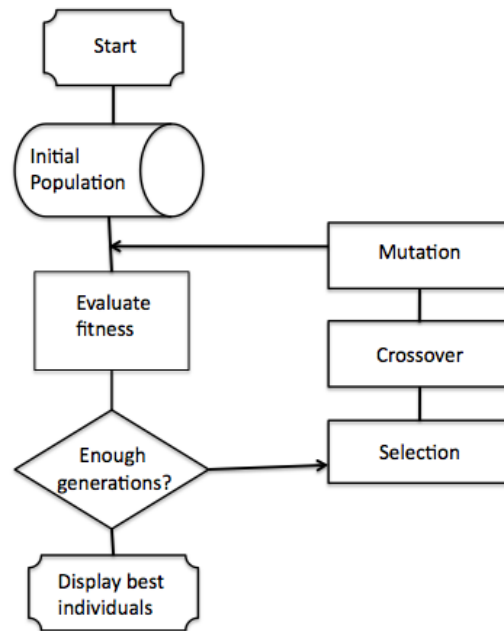 Start
Initial
Population
Mutation
Evaluate
fitness
Crossover
Enough
generations?
Selection
Display best
individuals